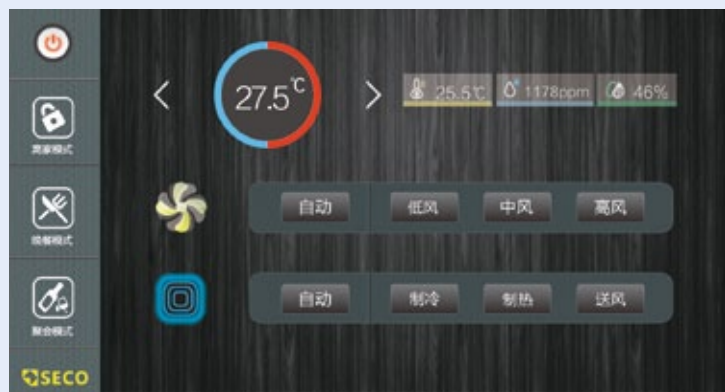 27.5℃
25.5℃
1178ppm
46%
离家模式
自动
低风
中风
高风
晚餐模式
自动
制冷
制热
送风
聚会模式
SECO